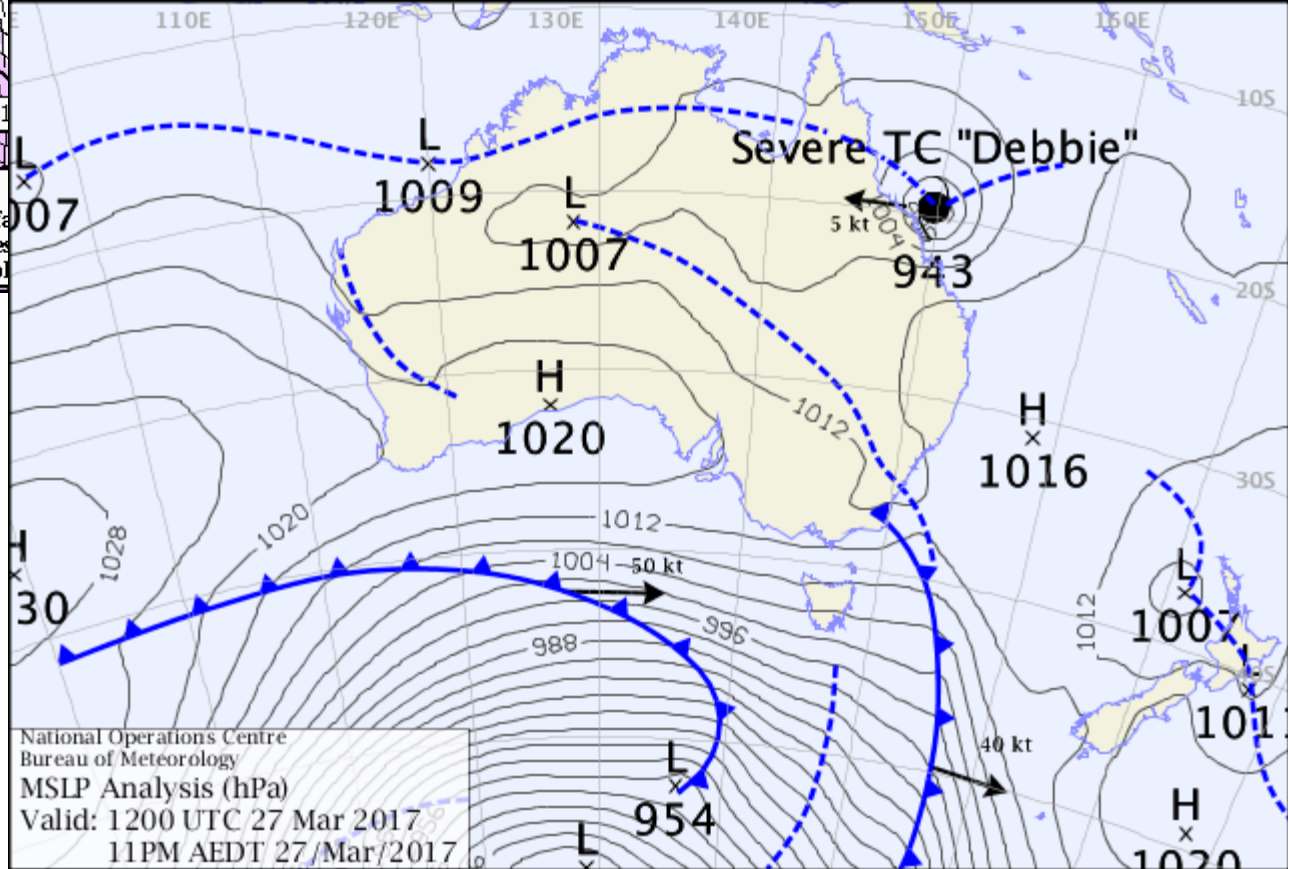 110E 120E 130E 140E 150E 160E
10S
L
L
Severe TC "Debbie"
1009
L
007
5 kt
1004
1007
943
20S
H
1012
H
1020
1016
30S
1020
1012
H
1028
1004
50 kt
L
30
1012
1007
996
988
L
40S
1011
National Operations Centre
Bureau of Meteorology
MSLP Analysis (hPa)
Valid: 1200 UTC 27 Mar 2017
11PM AEDT 27/Mar/2017
40 kt
L
954
H
L
1020